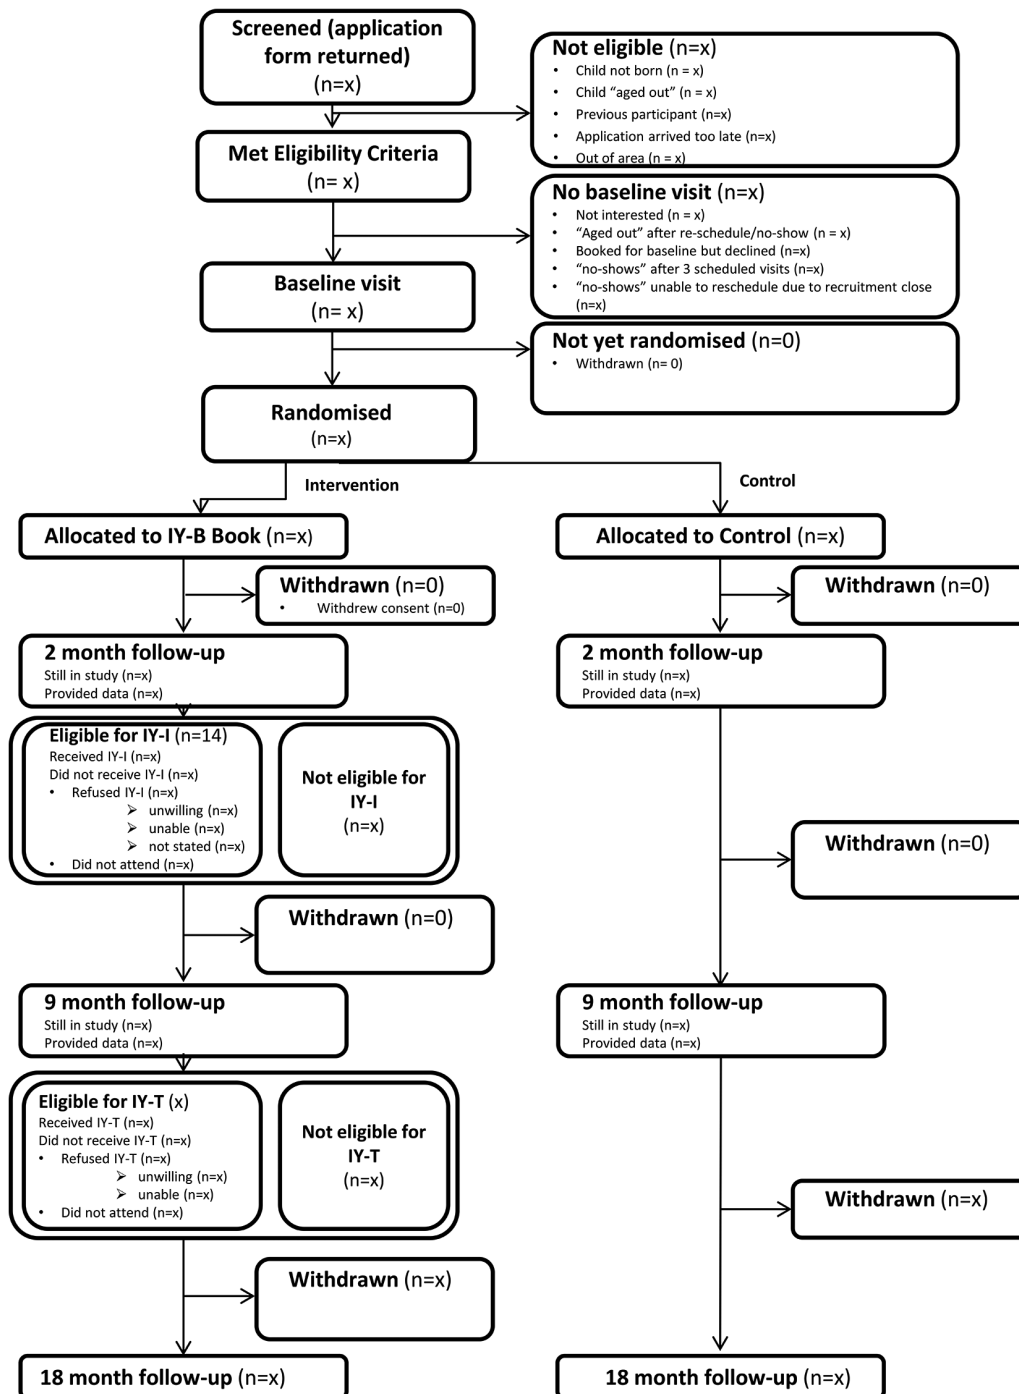 Screened (application
form returned)
(n=x)
Not eligible (n=x)
• Child not born (n = x)
• Child “aged out” (n = x)
• Previous participant (n=x)
• Application arrived too late (n=x)
• Out of area (n = x)
Met Eligibility Criteria
(n= x)
No baseline visit (n=x)
• Not interested (n = x)
• “Aged out” after re-schedule/no-show (n = x)
• Booked for baseline but declined (n=x)
• “no-shows” after 3 scheduled visits (n=x)
• “no-shows” unable to reschedule due to recruitment close
(n=x)
Baseline visit
(n= x)
Not yet randomised (n=0)
• Withdrawn (n= 0)
Randomised
(n=x)
Intervention
Control
Allocated to IY-B Book (n=x)
Allocated to Control (n=x)
Withdrawn (n=0)
• Withdrew consent (n=0)
Withdrawn (n=0)
2 month follow-up
Still in study (n=x)
Provided data (n=x)
2 month follow-up
Still in study (n=x)
Provided data (n=x)
Eligible for IY-I (n=14)
Received IY-I (n=x)
Did not receive IY-I (n=x)
• Refused IY-I (n=x)
➢ unwilling (n=x)
➢ unable (n=x)
➢ not stated (n=x)
• Did not attend (n=x)
Not eligible for
IY-I
(n=x)
Withdrawn (n=0)
Withdrawn (n=0)
9 month follow-up
Still in study (n=x)
Provided data (n=x)
9 month follow-up
Still in study (n=x)
Provided data (n=x)
Eligible for IY-T (x)
Received IY-T (n=x)
Did not receive IY-T (n=x)
• Refused IY-T (n=x)
➢ unwilling (n=x)
➢ unable (n=x)
• Did not attend (n=x)
Not eligible for
IY-T
(n=x)
Withdrawn (n=x)
Withdrawn (n=x)
18 month follow-up (n=x)
18 month follow-up (n=x)